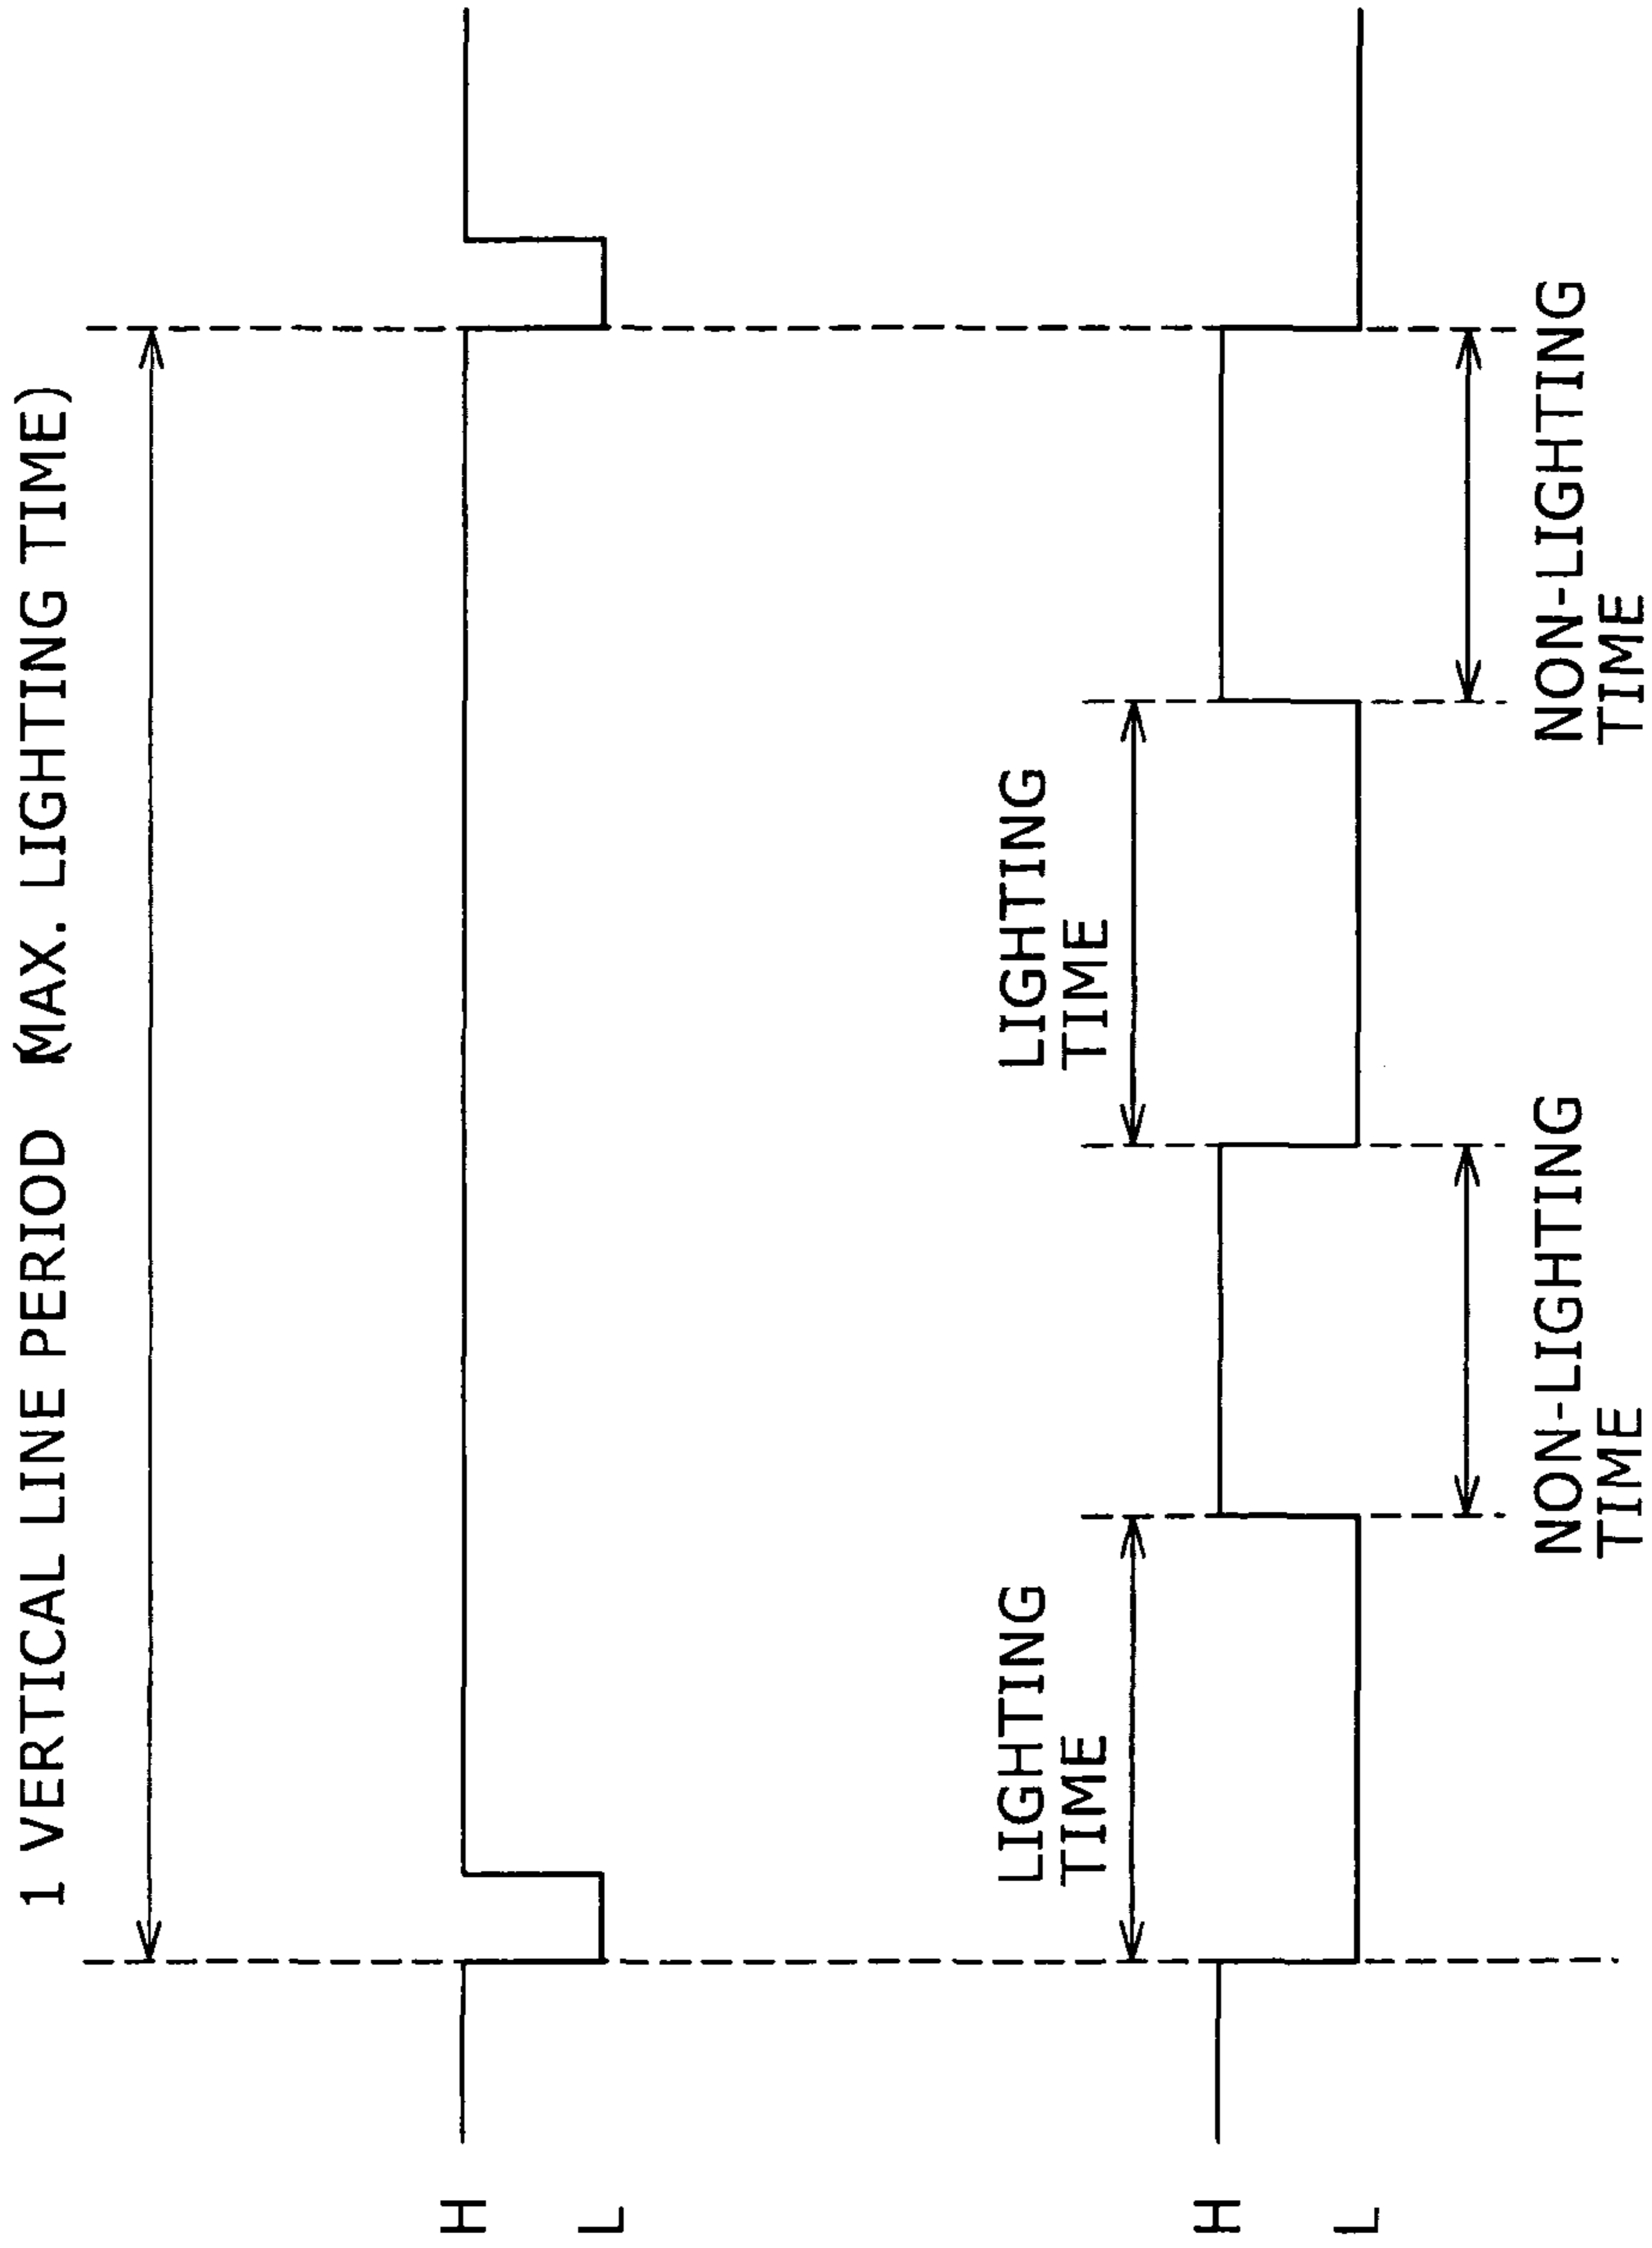 1 VERTICAL LINE PERIOD (MAX. LIGHTING TIME)
H
L
LIGHTING
TIME
LIGHTING
TIME
H
L
NON-LIGHTING
TIME
NON-LIGHTING
TIME